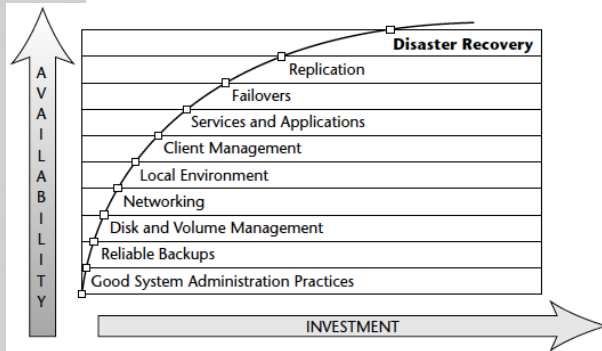 AVAILABILITY
Disaster Recovery
Replication
Failovers
Services and Applications
Client Management
Local Environment
Networking
Disk and Volume Management
Reliable Backups
Good System Administration Practices
INVESTMENT